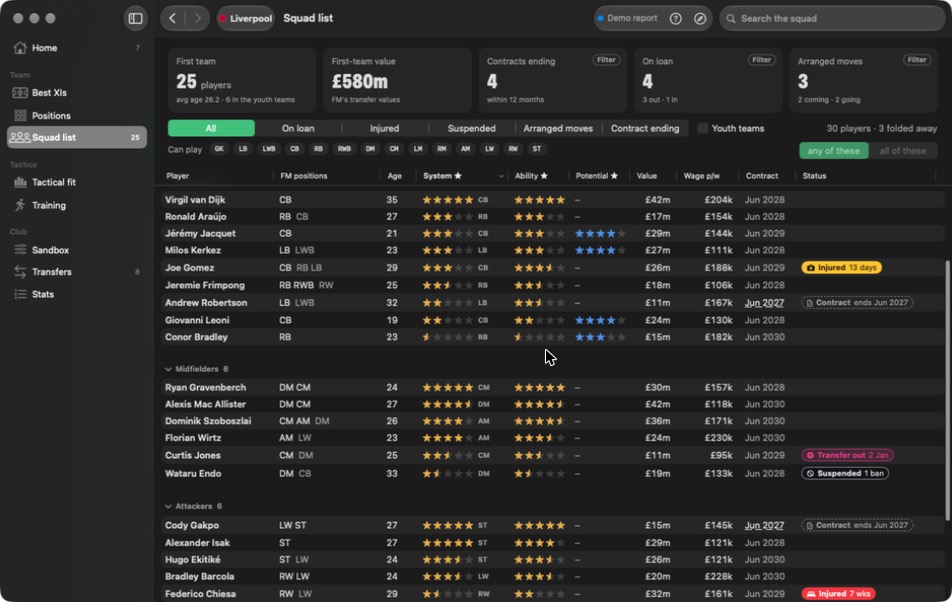 Liverpool Squad list Demo report Search the squad
Home 7
Team
Best XIs
Positions
Squad list 25
Tactics
Tactical fit
Training
Club
Sandbox
Transfers 6
Stats
First team
25 players
avg age 26.2 · 6 in the youth teams
First-team value
£580m
FM's transfer values
Contracts ending Filter
4
within 12 months
On loan Filter
4
3 out · 1 in
Arranged moves Filter
3
2 coming · 2 going
All On loan Injured Suspended Arranged moves Contract ending Youth teams 30 players · 3 folded away
Can play GK LB LWB CB RB RWB DM CM LM RM AM LW RW ST any of these all of these
Player FM positions Age System ★ Ability ★ Potential ★ Value Wage p/w Contract Status
Virgil van Dijk CB 35 CB – £42m £204k Jun 2028
Ronald Araújo RB CB 27 RB – £17m £154k Jun 2028
Jérémy Jacquet CB 21 CB £29m £144k Jun 2029
Milos Kerkez LB LWB 23 LB £27m £111k Jun 2028
Joe Gomez CB RB LB 29 CB – £26m £188k Jun 2029 Injured 13 days
Jeremie Frimpong RB RWB RW 25 RB – £18m £106k Jun 2028
Andrew Robertson LB LWB 32 LB – £11m £167k Jun 2027 Contract ends Jun 2027
Giovanni Leoni CB 19 CB £24m £130k Jun 2028
Conor Bradley RB 23 RB £15m £182k Jun 2030
Midfielders 6
Ryan Gravenberch DM CM 24 CM – £30m £157k Jun 2028
Alexis Mac Allister DM CM 27 DM – £42m £118k Jun 2030
Dominik Szoboszlai CM AM DM 26 AM – £36m £171k Jun 2030
Florian Wirtz AM LW 23 AM – £24m £230k Jun 2030
Curtis Jones CM DM 25 CM – £11m £95k Jun 2029 Transfer out 2 Jan
Wataru Endo DM CB 33 DM – £19m £133k Jun 2028 Suspended 1 ban
Attackers 6
Cody Gakpo LW ST 27 ST – £15m £145k Jun 2027 Contract ends Jun 2027
Alexander Isak ST 27 ST – £29m £121k Jun 2028
Hugo Ekitiké ST LW 24 ST – £26m £121k Jun 2030
Bradley Barcola RW LW 24 LW – £20m £228k Jun 2030
Federico Chiesa RW LW 29 RW – £32m £161k Jun 2029 Injured 7 wks